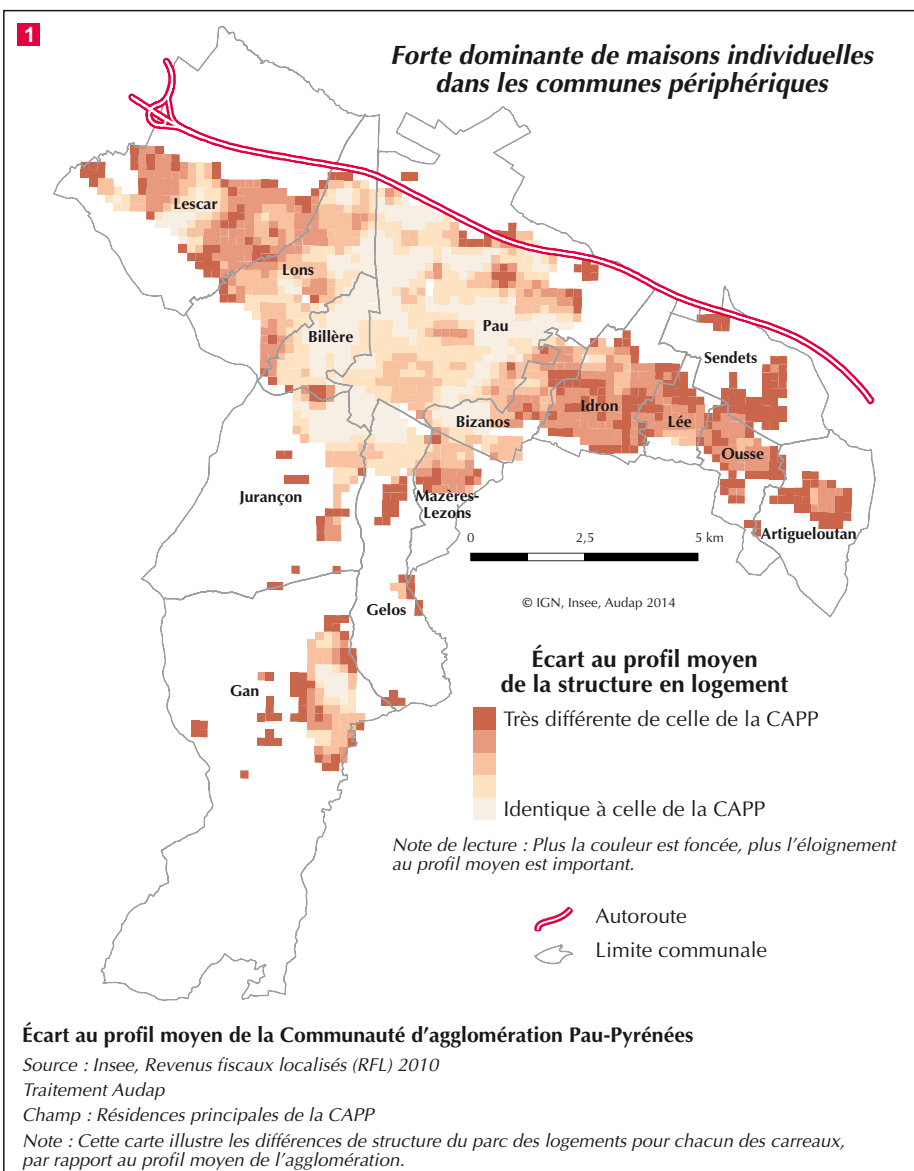 1
Forte dominante de maisons individuelles
dans les communes périphériques
Lescar
Lons
Billère
Pau
Sendets
Bizanos
Idron
Lée
Ousse
Jurançon
Mazères-
Lezons
Artigueloutan
0 2,5 5 km
© IGN, Insee, Audap 2014
Gelos
Gan
Écart au profil moyen
de la structure en logement
Très différente de celle de la CAPP
Identique à celle de la CAPP
Note de lecture : Plus la couleur est foncée, plus l’éloignement
au profil moyen est important.
Autoroute
Limite communale
Écart au profil moyen de la Communauté d’agglomération Pau-Pyrénées
Source : Insee, Revenus fiscaux localisés (RFL) 2010
Traitement Audap
Champ : Résidences principales de la CAPP
Note : Cette carte illustre les différences de structure du parc des logements pour chacun des carreaux,
par rapport au profil moyen de l’agglomération.